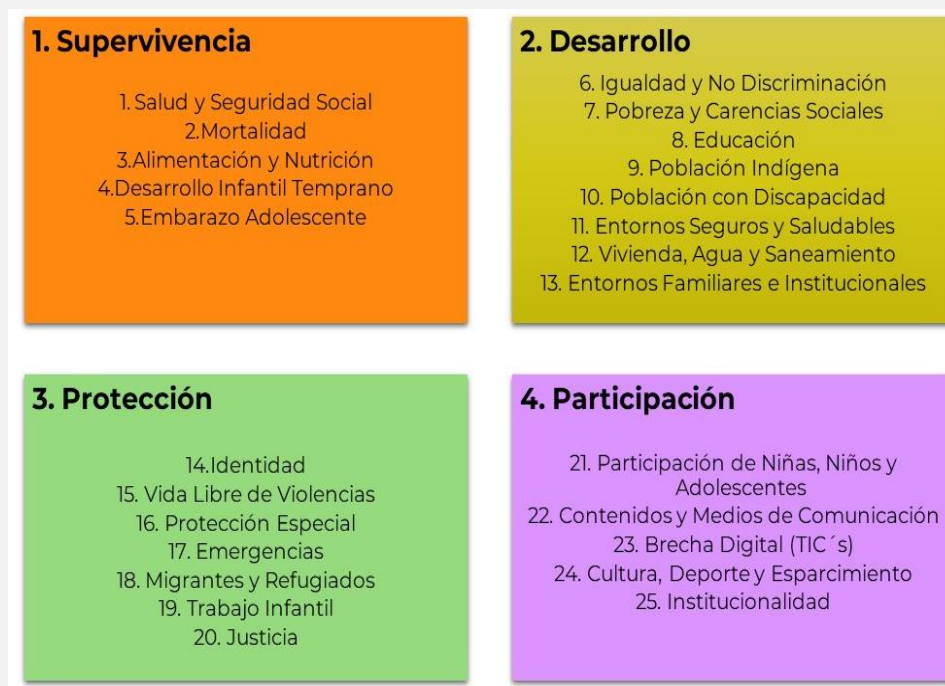 1. Supervivencia
1. Salud y Seguridad Social
2.Mortalidad
3.Alimentación y Nutrición
4.Desarrollo Infantil Temprano
5.Embarazo Adolescente
2. Desarrollo
6. Igualdad y No Discriminación
7. Pobreza y Carencias Sociales
8. Educación
9. Población Indígena
10. Población con Discapacidad
11. Entornos Seguros y Saludables
12. Vivienda, Agua y Saneamiento
13. Entornos Familiares e Institucionales
3. Protección
14.Identidad
15. Vida Libre de Violencias
16. Protección Especial
17. Emergencias
18. Migrantes y Refugiados
19. Trabajo Infantil
20. Justicia
4. Participación
21. Participación de Niñas, Niños y
Adolescentes
22. Contenidos y Medios de Comunicación
23. Brecha Digital (TIC´s)
24. Cultura, Deporte y Esparcimiento
25. Institucionalidad